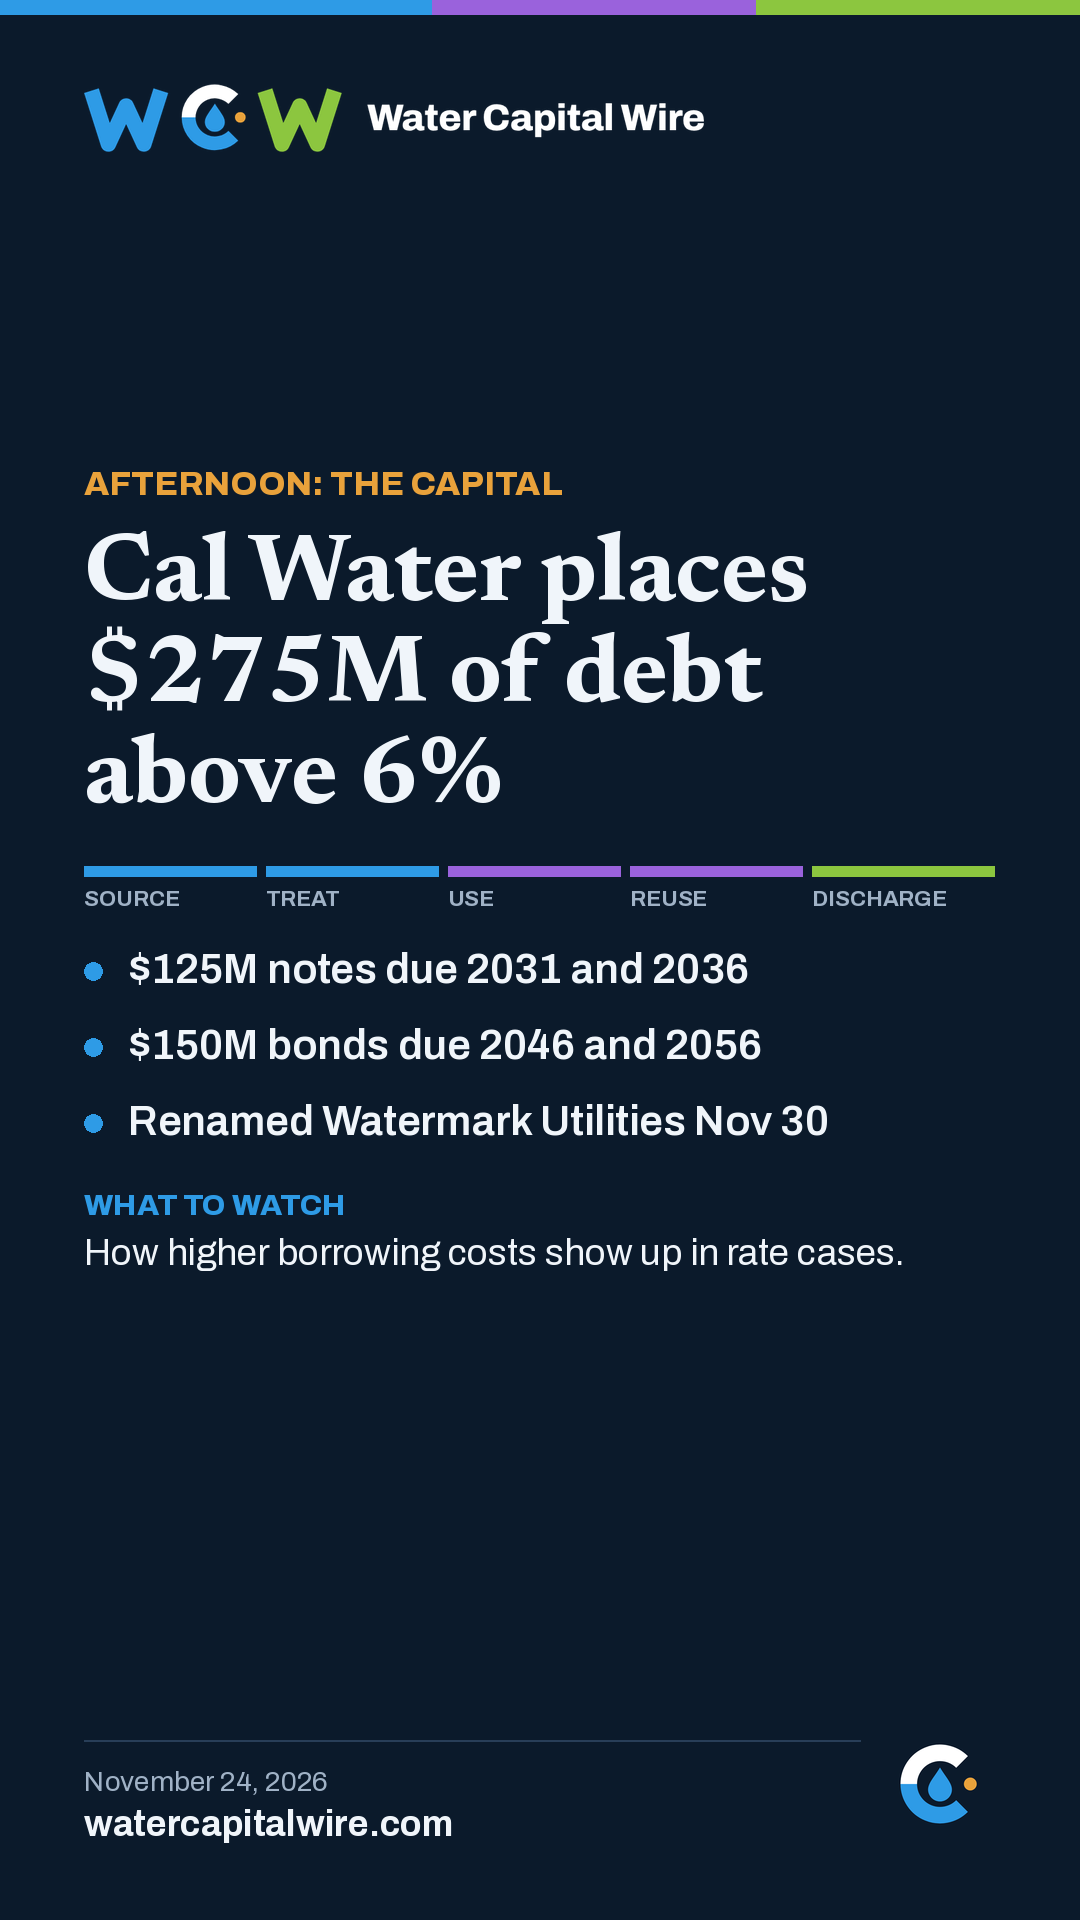 WCW Water Capital Wire
AFTERNOON: THE CAPITAL
Cal Water places
$275M of debt
above 6%
SOURCE TREAT USE REUSE DISCHARGE
$125M notes due 2031 and 2036
$150M bonds due 2046 and 2056
Renamed Watermark Utilities Nov 30
WHAT TO WATCH
How higher borrowing costs show up in rate cases.
November 24, 2026
watercapitalwire.com